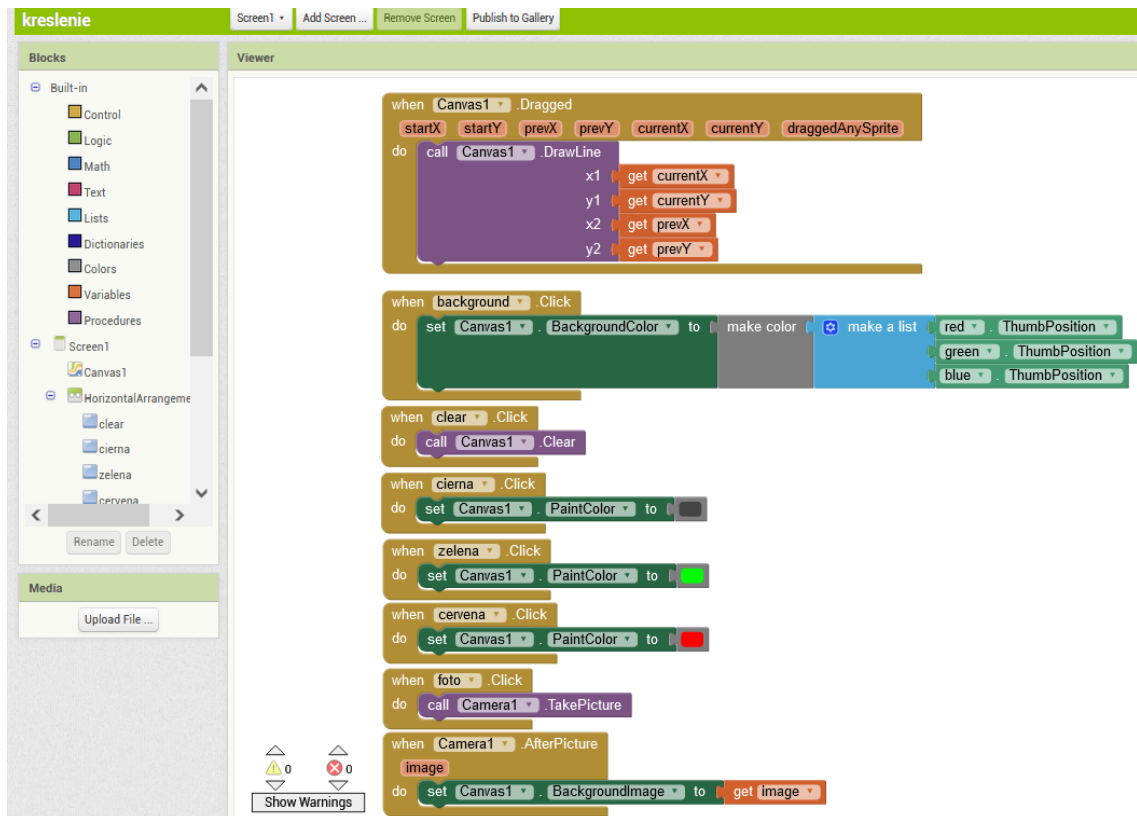 kreslenie
Screen1 Add Screen ... Remove Screen Publish to Gallery
Blocks
Built-in
Control
Logic
Math
Text
Lists
Dictionaries
Colors
Variables
Procedures
Screen1
Canvas1
HorizontalArrangeme
clear
cierna
zelena
cervena
Rename Delete
Media
Upload File ...
Viewer
when Canvas1 .Dragged
startX startY prevX prevY currentX currentY draggedAnySprite
do call Canvas1 .DrawLine
x1 get currentX
y1 get currentY
x2 get prevX
y2 get prevY
when background .Click
do set Canvas1 . BackgroundColor to make color make a list red . ThumbPosition
green . ThumbPosition
blue . ThumbPosition
when clear .Click
do call Canvas1 .Clear
when cierna .Click
do set Canvas1 . PaintColor to
when zelena .Click
do set Canvas1 . PaintColor to
when cervena .Click
do set Canvas1 . PaintColor to
when foto .Click
do call Camera1 .TakePicture
when Camera1 .AfterPicture
image
do set Canvas1 . BackgroundImage to get image
0 0
Show Warnings